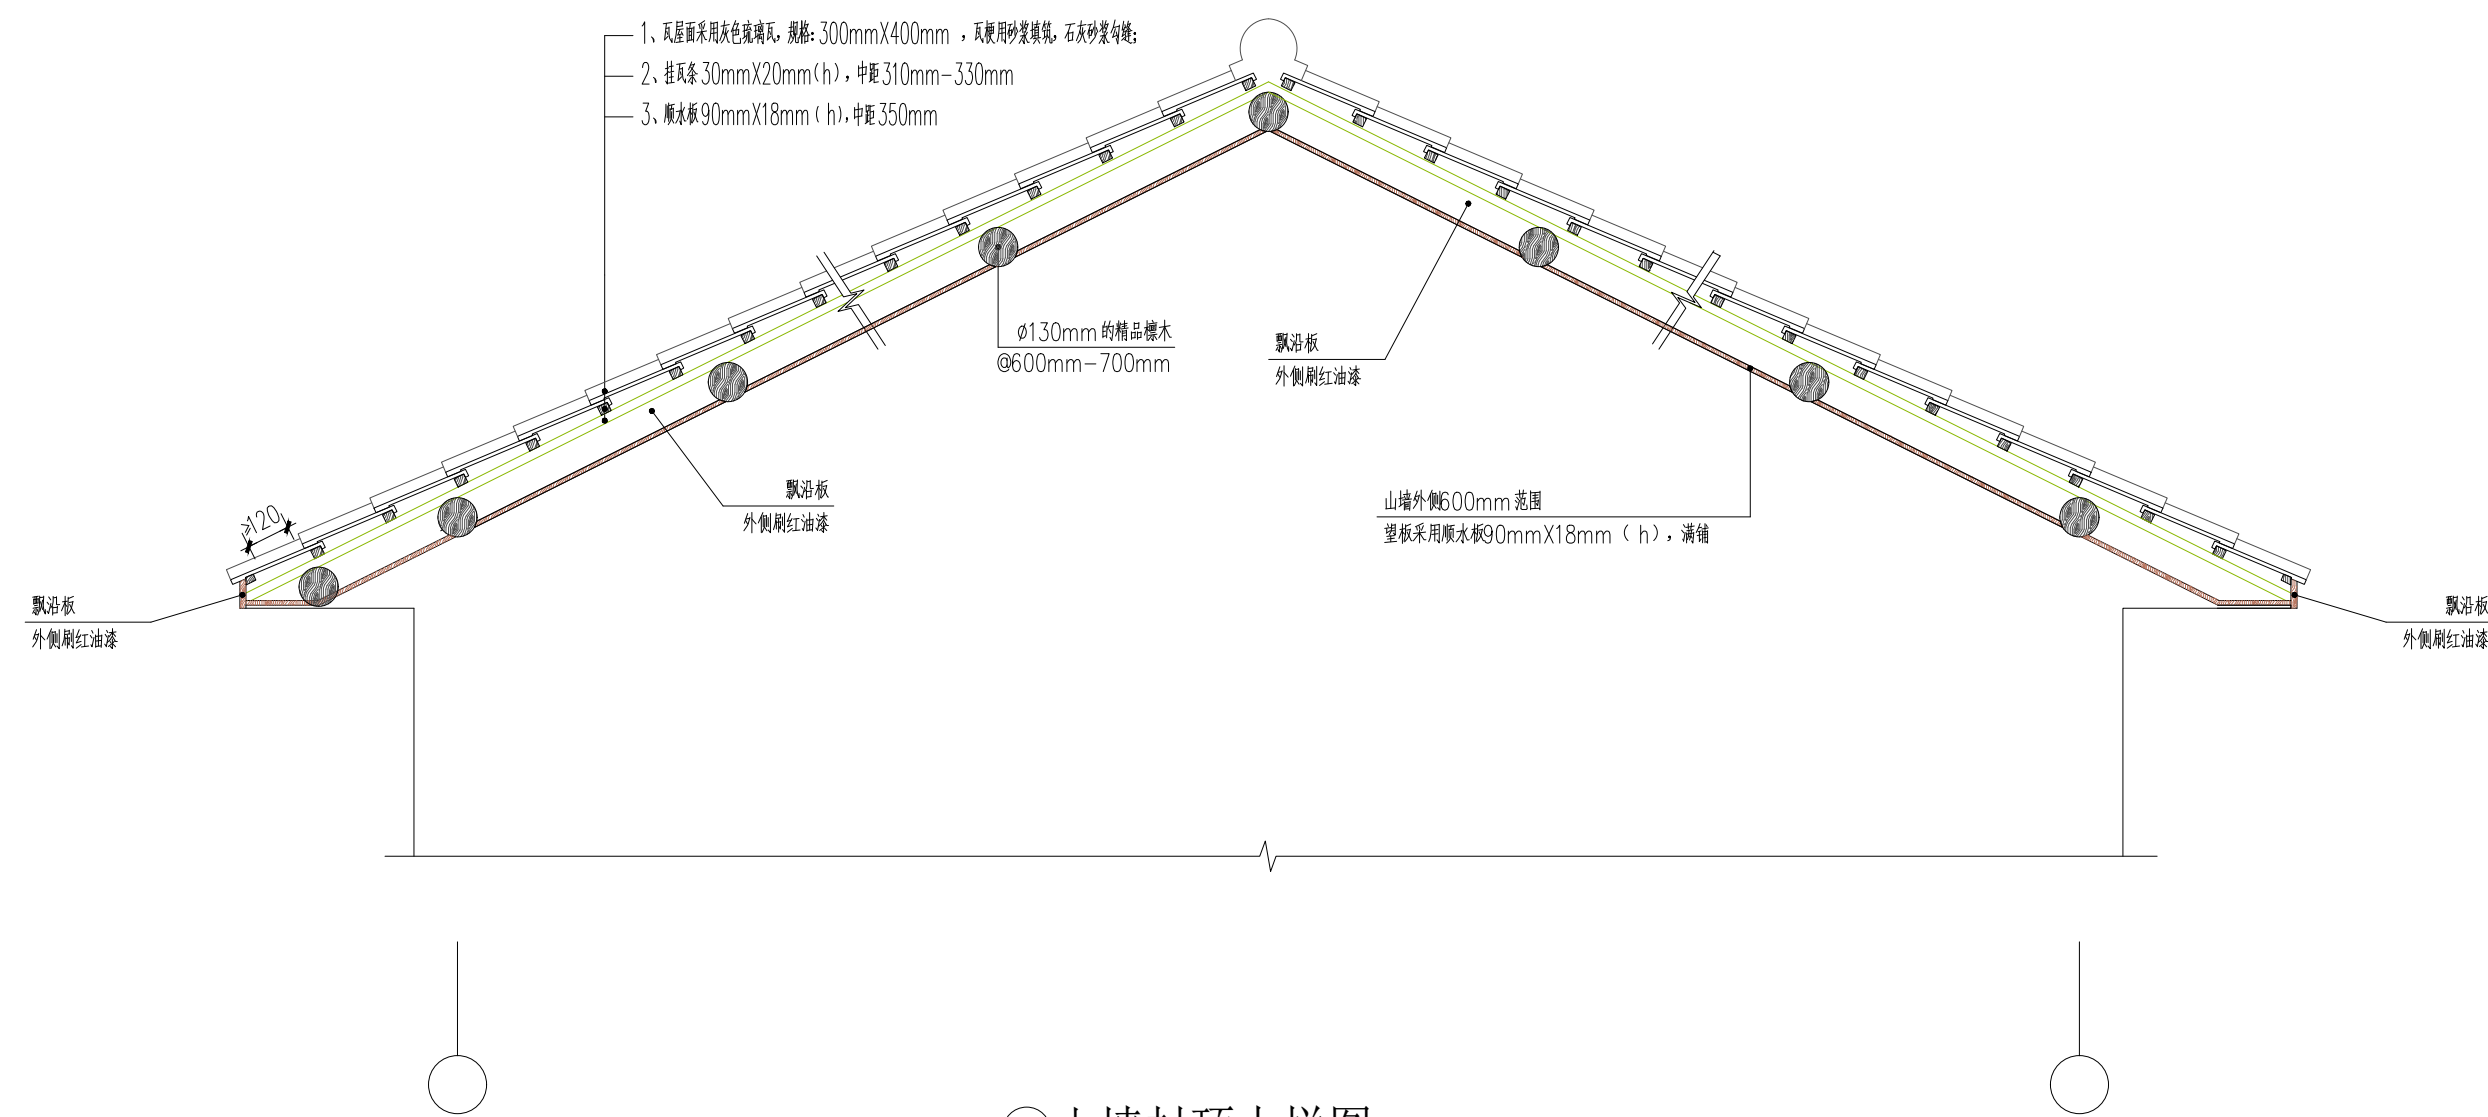 1、瓦屋面采用灰色琉璃瓦，规格：300mmX400mm ，瓦梗用砂浆填筑，石灰砂浆勾缝；
2、挂瓦条30mmX20mm(h)，中距310mm-330mm
3、顺水板90mmX18mm（h），中距350mm
ø130mm的精品檩木
@600mm-700mm
飘沿板
外侧刷红油漆
飘沿板
外侧刷红油漆
山墙外侧600mm范围
望板采用顺水板90mmX18mm（h），满铺
≥120
飘沿板
外侧刷红油漆
飘沿板
外侧刷红油漆